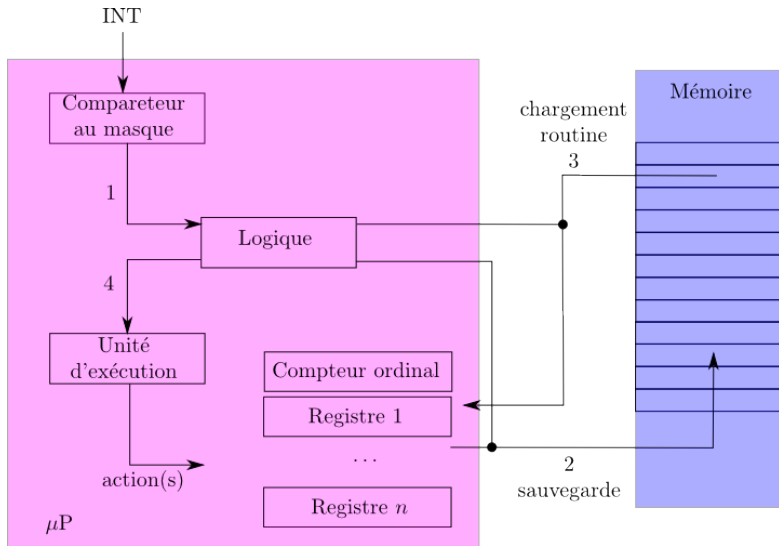 INT
Compareteur
au masque
1
Logique
4
Unité
d'exécution
action(s)
μP
Compteur ordinal
Registre 1
...
Registre n
chargement
routine
3
2
sauvegarde
Mémoire